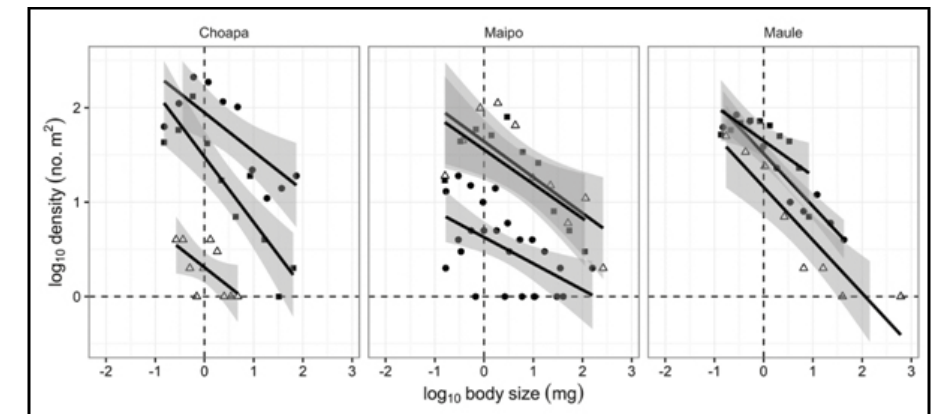 Choapa
Maipo
Maule
log10 density (no. m2)
2
1
0
-2 -1 0 1 2 3
-2 -1 0 1 2 3
-2 -1 0 1 2 3
log10 body size (mg)